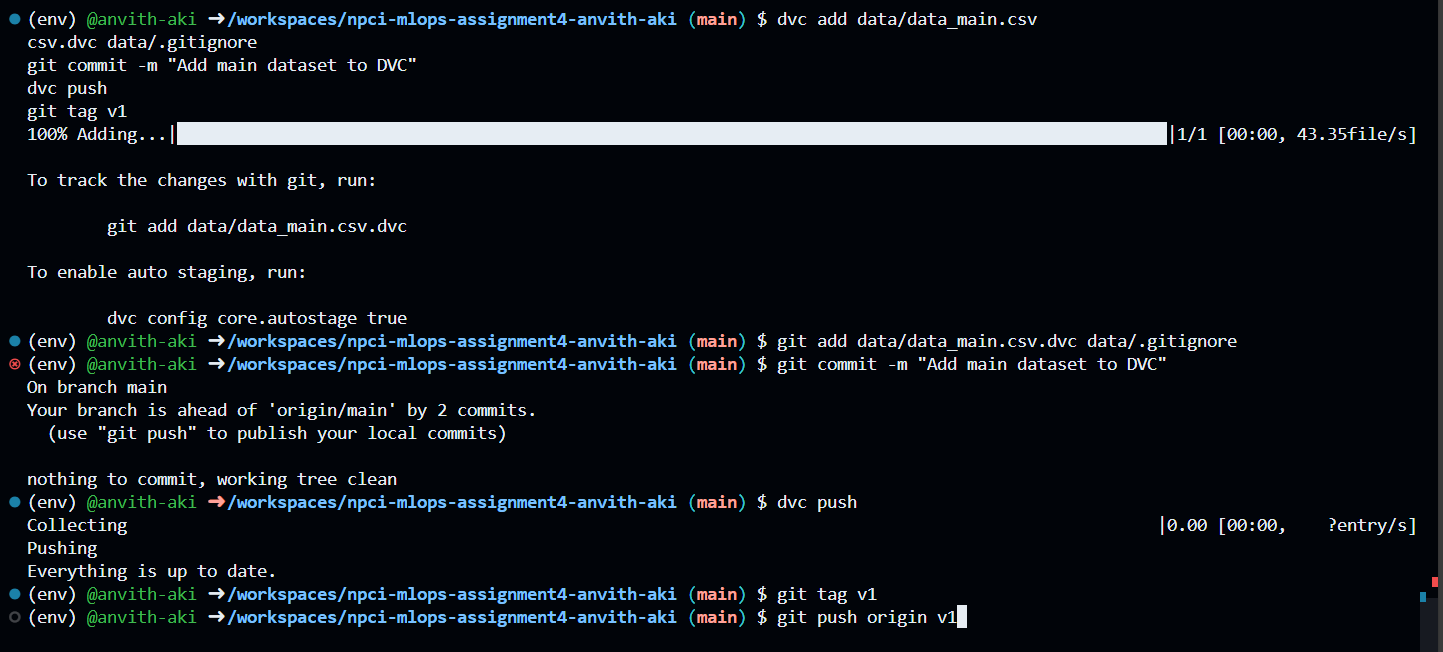 (env) @anvith-aki ➜/workspaces/npci-mlops-assignment4-anvith-aki (main) $ dvc add data/data_main.csv
csv.dvc data/.gitignore
git commit -m "Add main dataset to DVC"
dvc push
git tag v1
100% Adding...| |1/1 [00:00, 43.35file/s]
To track the changes with git, run:
git add data/data_main.csv.dvc
To enable auto staging, run:
dvc config core.autostage true
(env) @anvith-aki ➜/workspaces/npci-mlops-assignment4-anvith-aki (main) $ git add data/data_main.csv.dvc data/.gitignore
(env) @anvith-aki ➜/workspaces/npci-mlops-assignment4-anvith-aki (main) $ git commit -m "Add main dataset to DVC"
On branch main
Your branch is ahead of 'origin/main' by 2 commits.
(use "git push" to publish your local commits)
nothing to commit, working tree clean
(env) @anvith-aki ➜/workspaces/npci-mlops-assignment4-anvith-aki (main) $ dvc push
Collecting |0.00 [00:00, ?entry/s]
Pushing
Everything is up to date.
(env) @anvith-aki ➜/workspaces/npci-mlops-assignment4-anvith-aki (main) $ git tag v1
(env) @anvith-aki ➜/workspaces/npci-mlops-assignment4-anvith-aki (main) $ git push origin v1